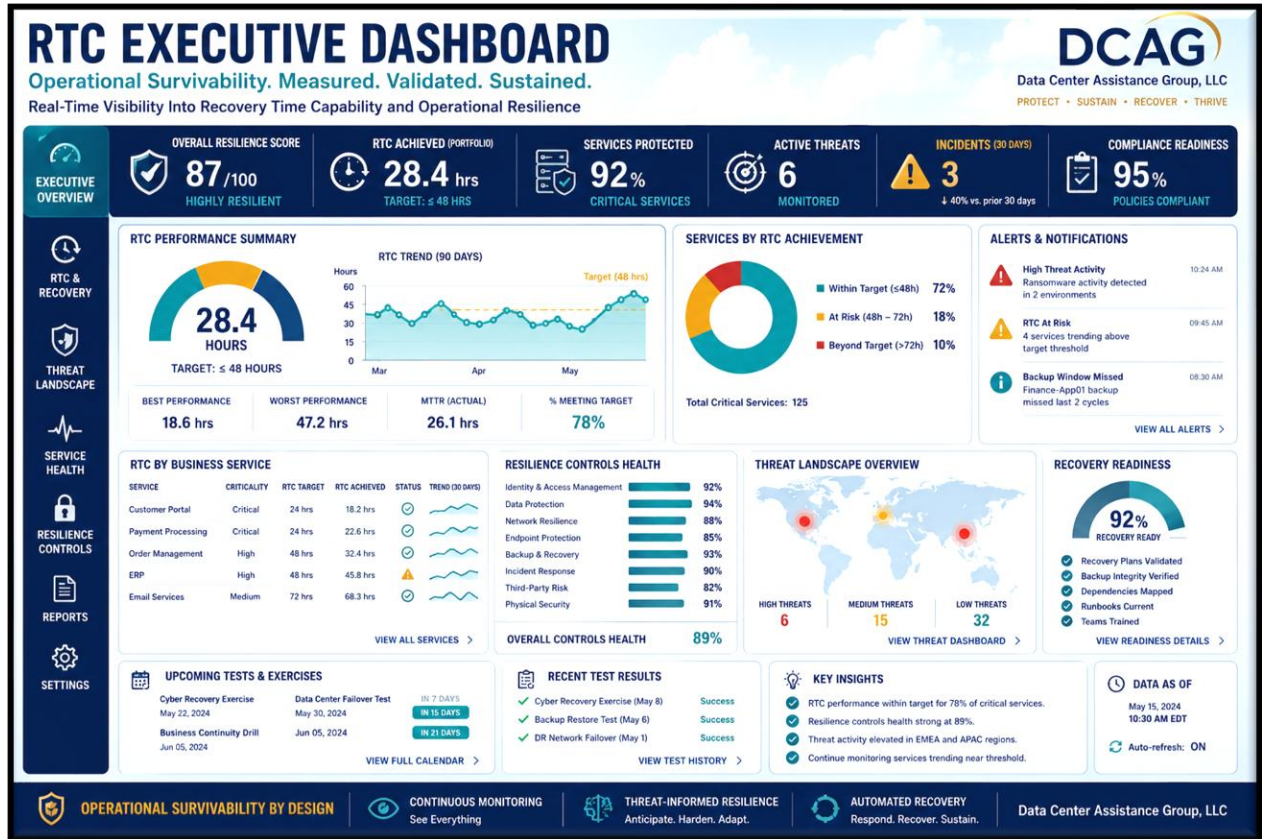 RTC EXECUTIVE DASHBOARD
Operational Survivability. Measured. Validated. Sustained.
Real-Time Visibility Into Recovery Time Capability and Operational Resilience
DCAG
Data Center Assistance Group, LLC
PROTECT • SUSTAIN • RECOVER • THRIVE
EXECUTIVE
OVERVIEW
RTC &
RECOVERY
THREAT
LANDSCAPE
SERVICE
HEALTH
RESILIENCE
CONTROLS
REPORTS
SETTINGS
OVERALL RESILIENCE SCORE
87/100
HIGHLY RESILIENT
RTC ACHIEVED (PORTFOLIO)
28.4 hrs
TARGET: ≤ 48 HRS
SERVICES PROTECTED
92%
CRITICAL SERVICES
ACTIVE THREATS
6
MONITORED
INCIDENTS (30 DAYS)
3
↓ 40% vs. prior 30 days
COMPLIANCE READINESS
95%
POLICIES COMPLIANT
RTC PERFORMANCE SUMMARY
28.4
HOURS
TARGET: ≤ 48 HOURS
RTC TREND (90 DAYS)
Hours
Target (48 hrs)
60
45
30
15
0
Mar Apr May
BEST PERFORMANCE
18.6 hrs
WORST PERFORMANCE
47.2 hrs
MTTR (ACTUAL)
26.1 hrs
% MEETING TARGET
78%
SERVICES BY RTC ACHIEVEMENT
Within Target (≤48h) 72%
At Risk (48h – 72h) 18%
Beyond Target (>72h) 10%
Total Critical Services: 125
ALERTS & NOTIFICATIONS
High Threat Activity 10:24 AM
Ransomware activity detected
in 2 environments
RTC At Risk 09:45 AM
4 services trending above
target threshold
Backup Window Missed 08:30 AM
Finance-App01 backup
missed last 2 cycles
VIEW ALL ALERTS >
RTC BY BUSINESS SERVICE
SERVICE CRITICALITY RTC TARGET RTC ACHIEVED STATUS TREND (30 DAYS)
Customer Portal Critical 24 hrs 18.2 hrs
Payment Processing Critical 24 hrs 22.6 hrs
Order Management High 48 hrs 32.4 hrs
ERP High 48 hrs 45.8 hrs
Email Services Medium 72 hrs 68.3 hrs
VIEW ALL SERVICES >
RESILIENCE CONTROLS HEALTH
Identity & Access Management 92%
Data Protection 94%
Network Resilience 88%
Endpoint Protection 85%
Backup & Recovery 93%
Incident Response 90%
Third-Party Risk 82%
Physical Security 91%
OVERALL CONTROLS HEALTH 89%
THREAT LANDSCAPE OVERVIEW
HIGH THREATS
6
MEDIUM THREATS
15
LOW THREATS
32
VIEW THREAT DASHBOARD >
RECOVERY READINESS
92%
RECOVERY READY
Recovery Plans Validated
Backup Integrity Verified
Dependencies Mapped
Runbooks Current
Teams Trained
VIEW READINESS DETAILS >
UPCOMING TESTS & EXERCISES
Cyber Recovery Exercise Data Center Failover Test IN 7 DAYS
May 22, 2024 May 30, 2024 IN 15 DAYS
Business Continuity Drill Jun 05, 2024 IN 21 DAYS
Jun 05, 2024
VIEW FULL CALENDAR >
RECENT TEST RESULTS
Cyber Recovery Exercise (May 8) Success
Backup Restore Test (May 6) Success
DR Network Failover (May 1) Success
VIEW TEST HISTORY >
KEY INSIGHTS
RTC performance within target for 78% of critical services.
Resilience controls health strong at 89%.
Threat activity elevated in EMEA and APAC regions.
Continue monitoring services trending near threshold.
DATA AS OF
May 15, 2024
10:30 AM EDT
Auto-refresh: ON
OPERATIONAL SURVIVABILITY BY DESIGN
CONTINUOUS MONITORING
See Everything
THREAT-INFORMED RESILIENCE
Anticipate. Harden. Adapt.
AUTOMATED RECOVERY
Respond. Recover. Sustain.
Data Center Assistance Group, LLC